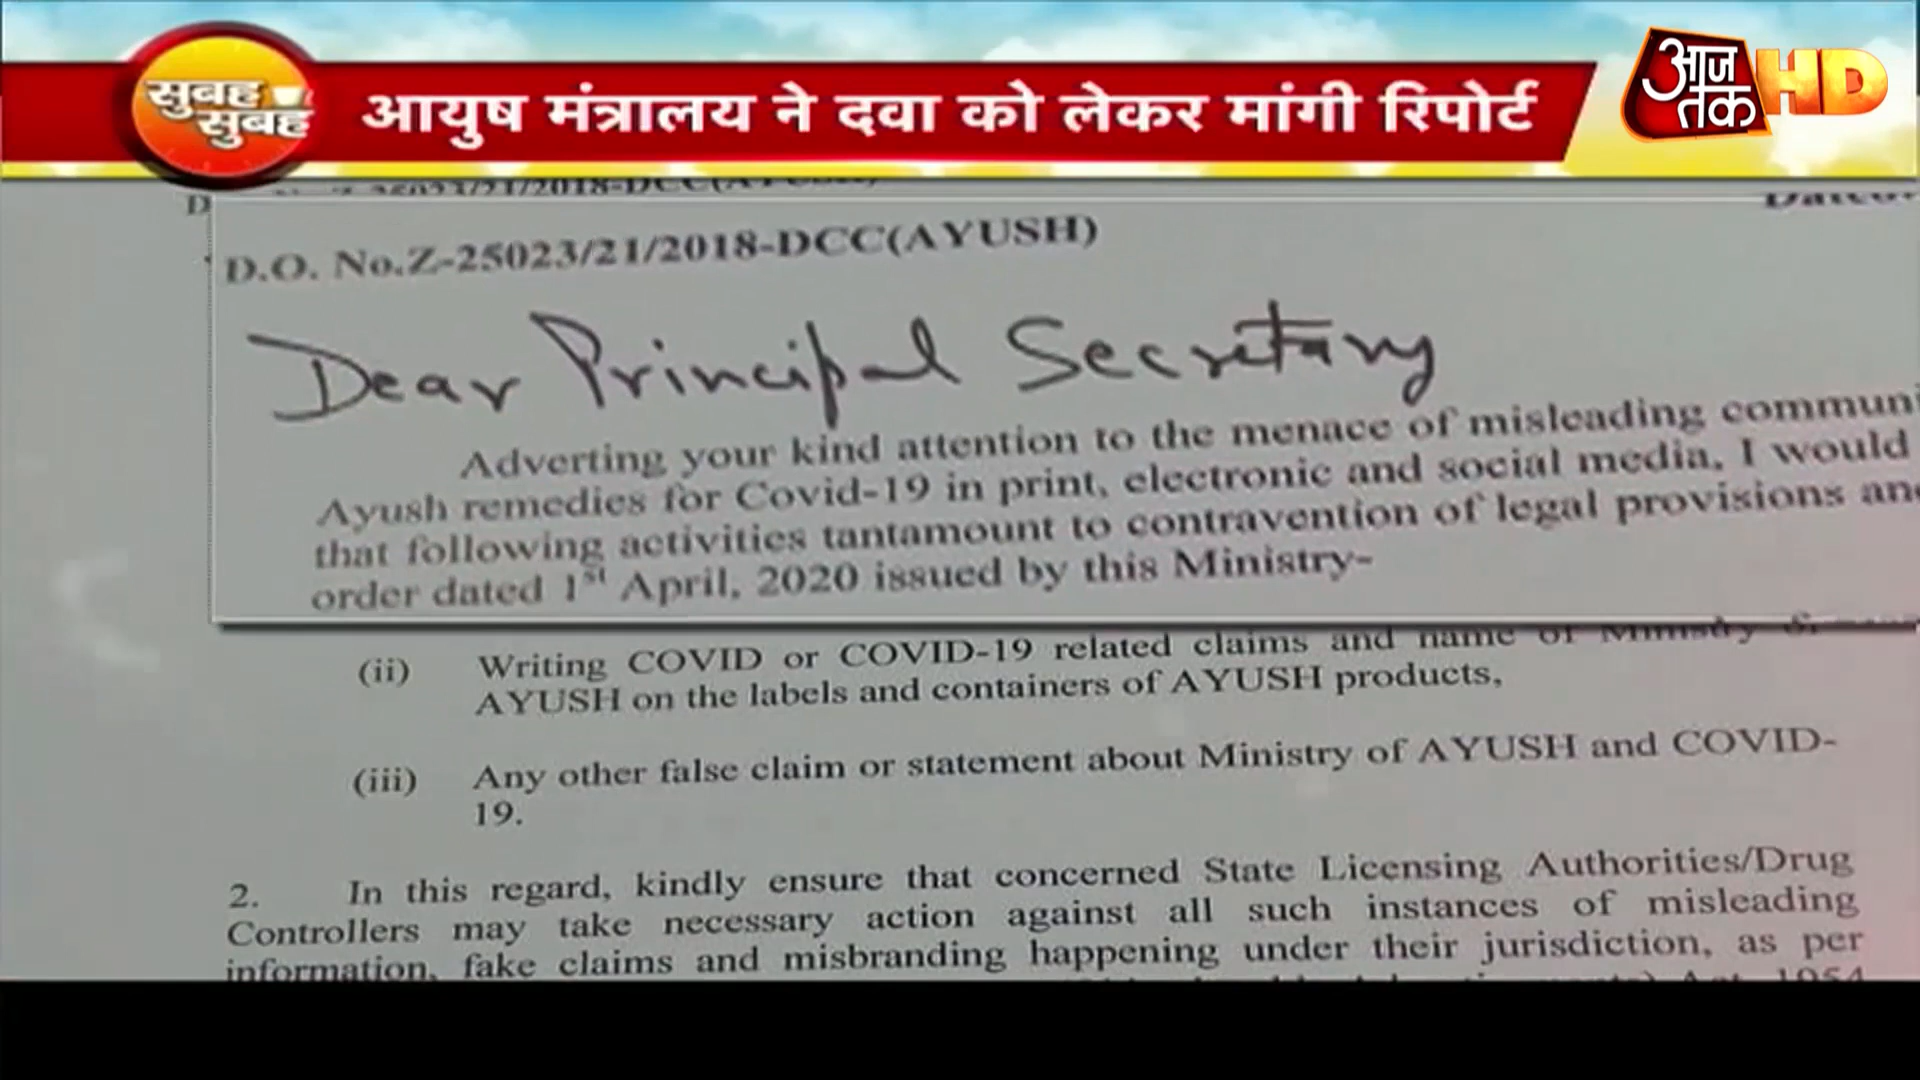 सुबह सुबह
आयुष मंत्रालय ने दवा को लेकर मांगी रिपोर्ट
आज तक HD
D.O. No.Z-25023/21/2018-DCC(AYUSH)
Dear Principal Secretary
Adverting your kind attention to the menace of misleading communi
Ayush remedies for Covid-19 in print, electronic and social media, I would
that following activities tantamount to contravention of legal provisions an
order dated 1st April, 2020 issued by this Ministry-
(ii) Writing COVID or COVID-19 related claims and name of Ministry
AYUSH on the labels and containers of AYUSH products,
(iii) Any other false claim or statement about Ministry of AYUSH and COVID-
19.
2. In this regard, kindly ensure that concerned State Licensing Authorities/Drug
Controllers may take necessary action against all such instances of misleading
information, fake claims and misbranding happening under their jurisdiction, as per
Act, 1954